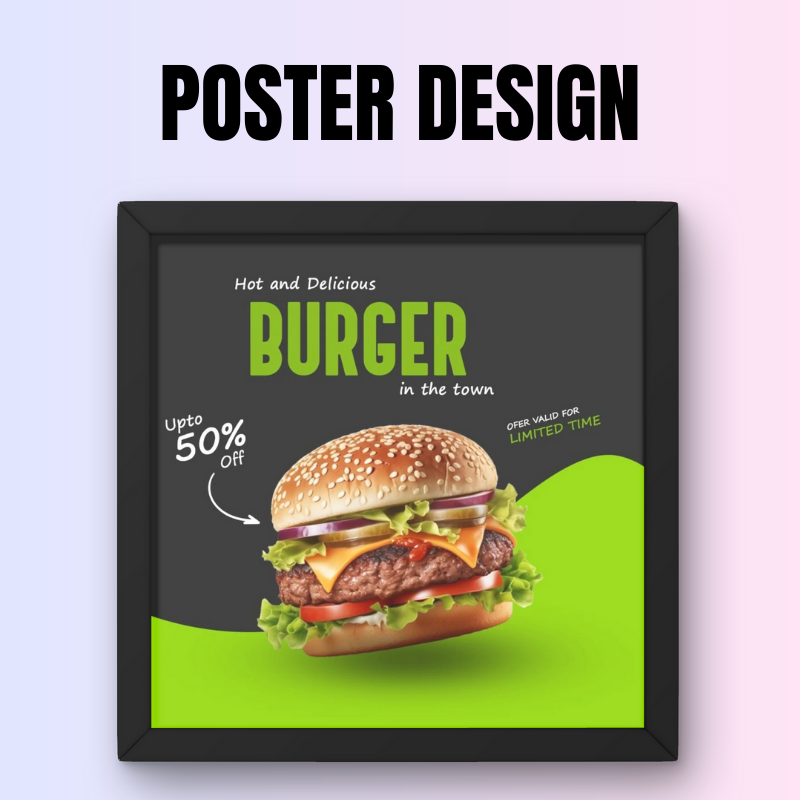 POSTER DESIGN
Hot and Delicious
BURGER
in the town
Upto
50%
Off
OFER VALID FOR
LIMITED TIME